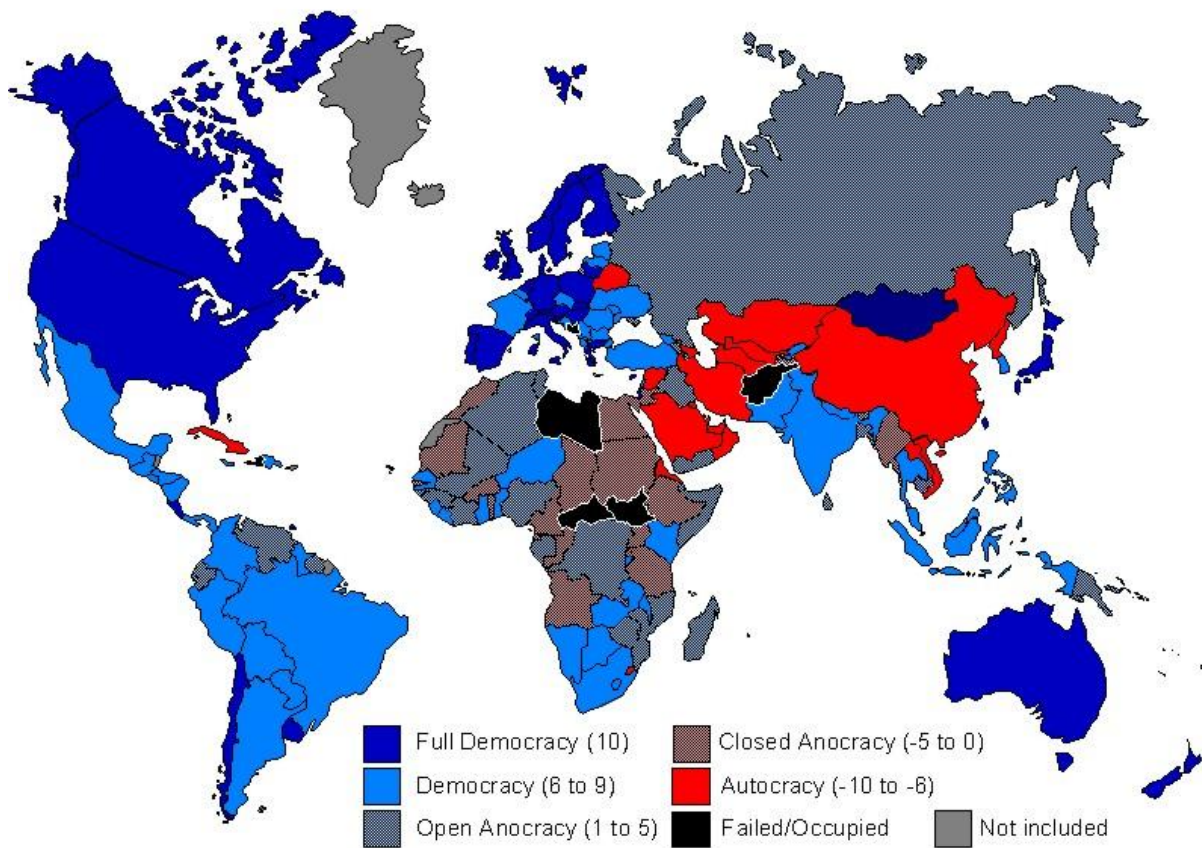 Full Democracy (10)
Closed Anocracy (-5 to 0)
Democracy (6 to 9)
Autocracy (-10 to -6)
Open Anocracy (1 to 5)
Failed/Occupied
Not included